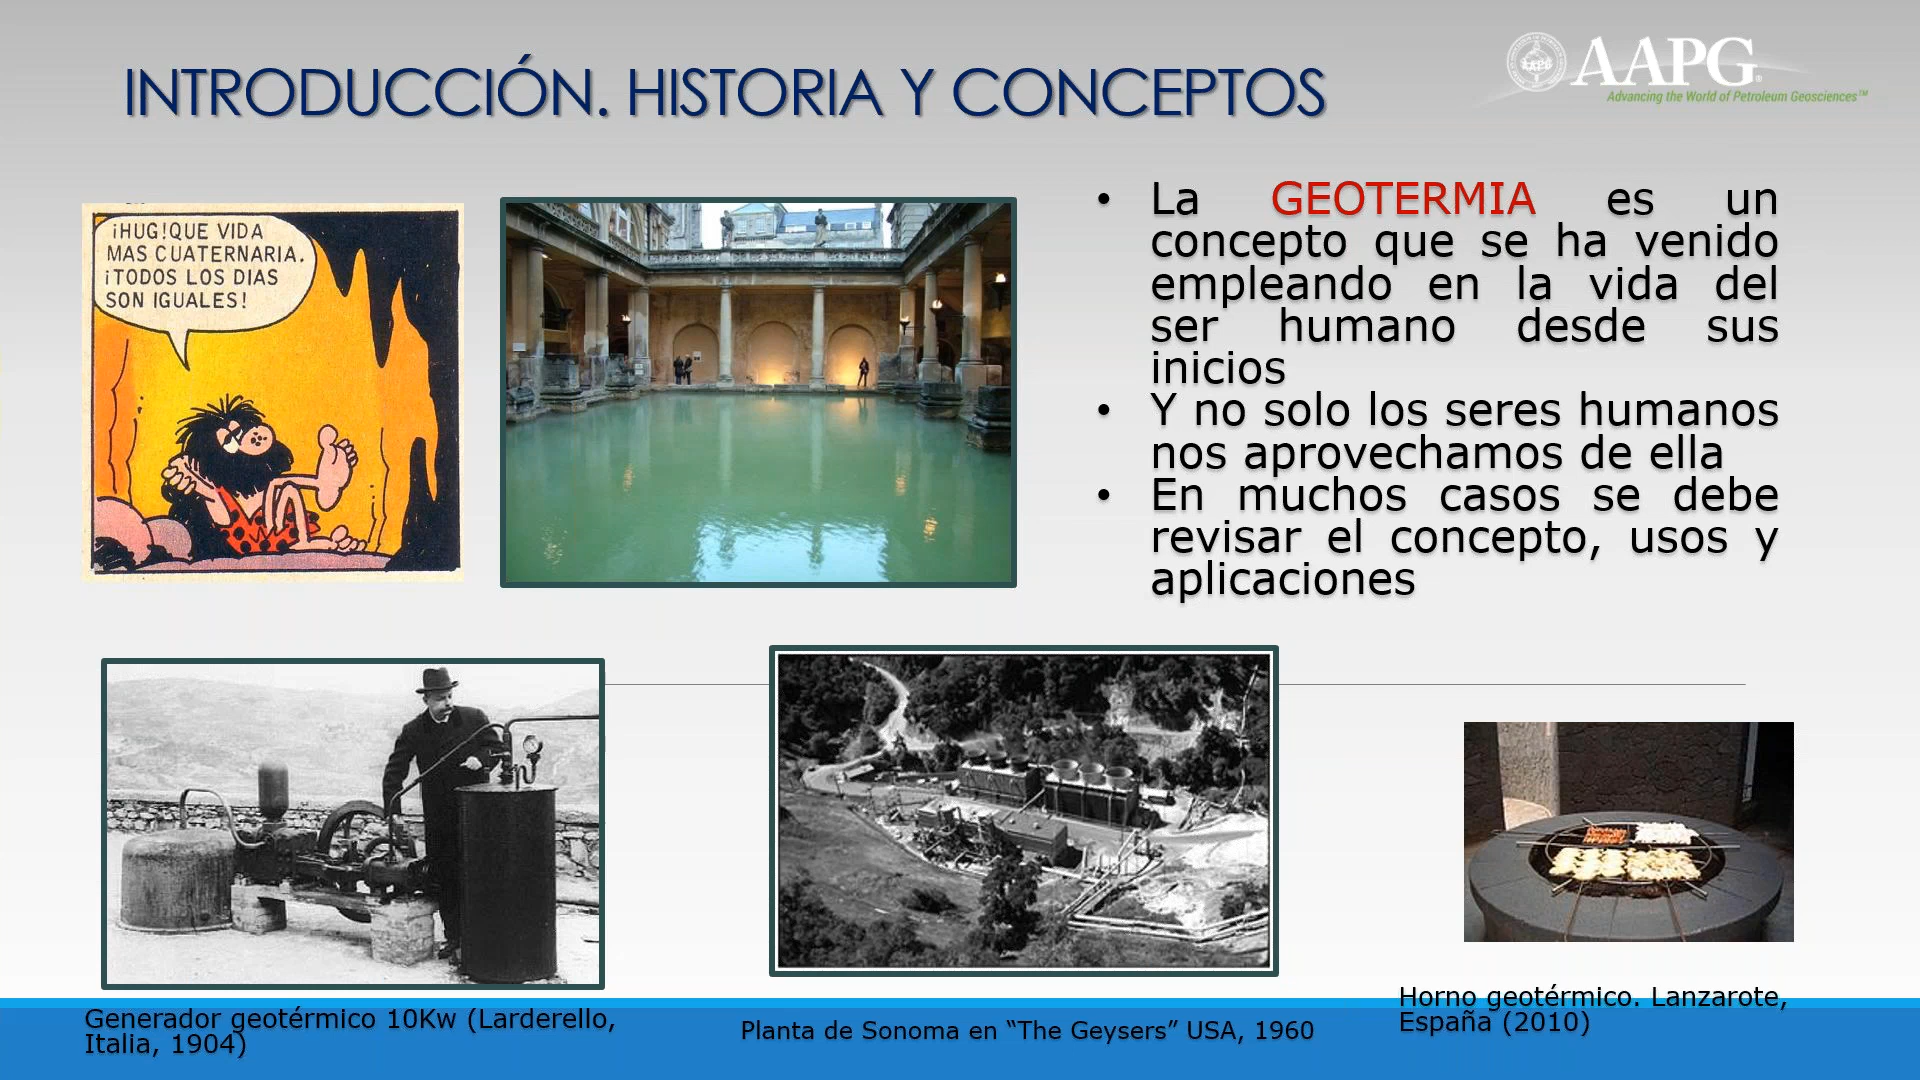 INTRODUCCIÓN. HISTORIA Y CONCEPTOS
AAPG
Advancing the World of Petroleum Geosciences™
¡HUG!QUE VIDA
MAS CUATERNARIA.
¡TODOS LOS DIAS
SON IGUALES!
• La GEOTERMIA es un
concepto que se ha venido
empleando en la vida del
ser humano desde sus
inicios
• Y no solo los seres humanos
nos aprovechamos de ella
• En muchos casos se debe
revisar el concepto, usos y
aplicaciones
Generador geotérmico 10Kw (Larderello,
Italia, 1904)
Planta de Sonoma en “The Geysers” USA, 1960
Horno geotérmico. Lanzarote,
España (2010)